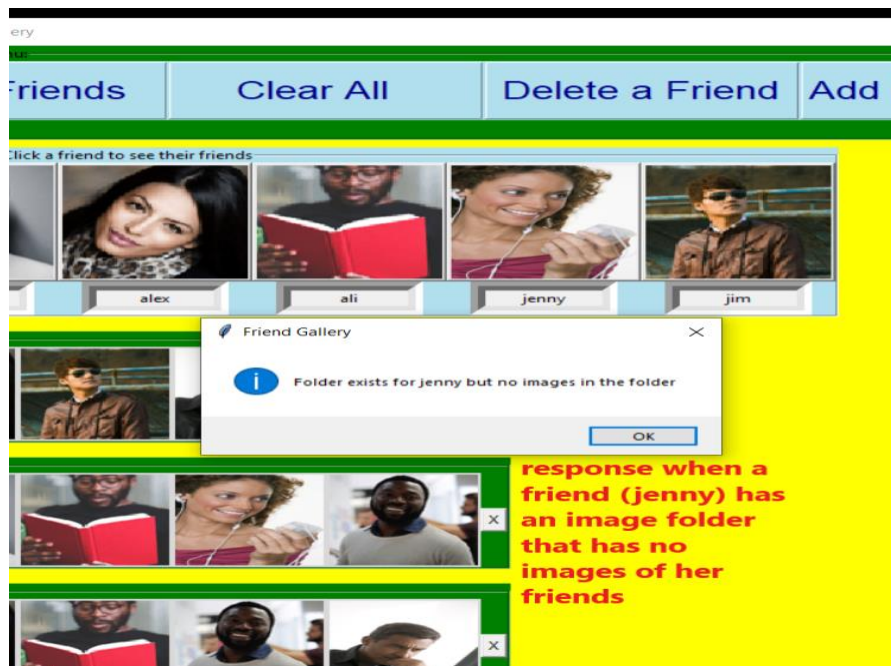 ery
nu:
Friends Clear All Delete a Friend Add
Click a friend to see their friends
alex ali jenny jim
Friend Gallery
Folder exists for jenny but no images in the folder
OK
response when a
friend (jenny) has
x an image folder
that has no
images of her
friends
x